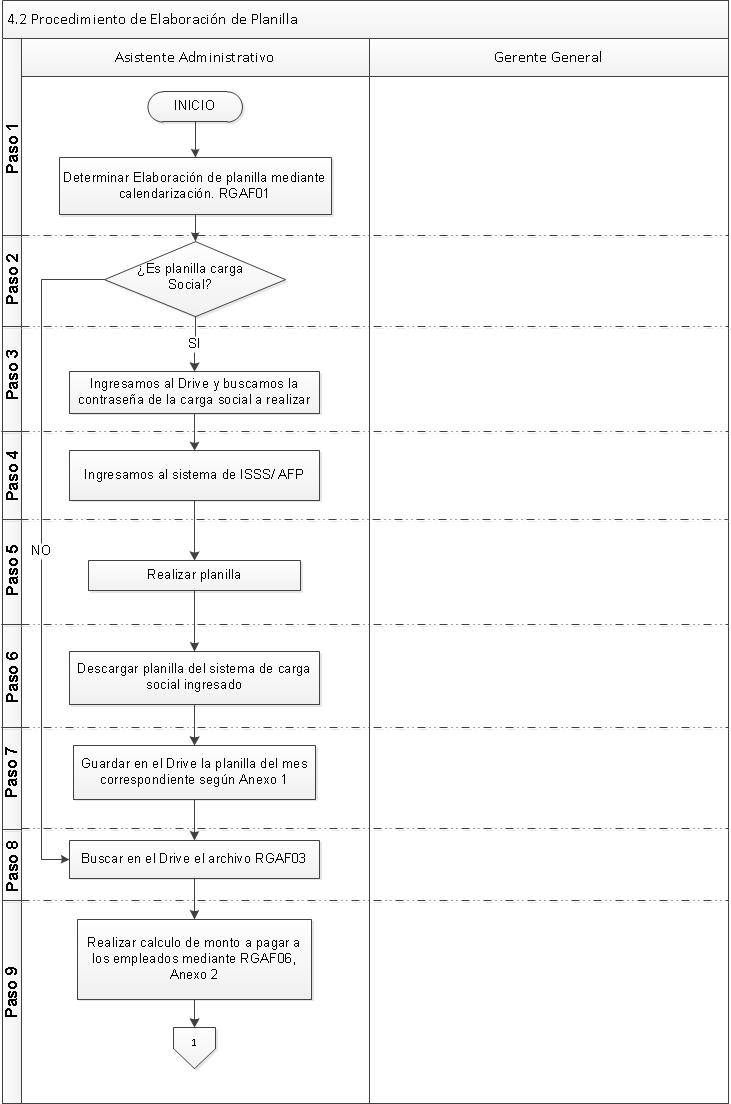 4.2 Procedimiento de Elaboración de Planilla
Asistente Administrativo
Gerente General
Paso 1
INICIO
Determinar Elaboración de planilla mediante
calendarización. RGAF01
Paso 2
¿Es planilla carga
Social?
Paso 3
SI
Ingresamos al Drive y buscamos la
contraseña de la carga social a realizar
Paso 4
Ingresamos al sistema de ISSS/ AFP
Paso 5
NO
Realizar planilla
Paso 6
Descargar planilla del sistema de carga
social ingresado
Paso 7
Guardar en el Drive la planilla del mes
correspondiente según Anexo 1
Paso 8
Buscar en el Drive el archivo RGAF03
Paso 9
Realizar calculo de monto a pagar a
los empleados mediante RGAF06,
Anexo 2
1